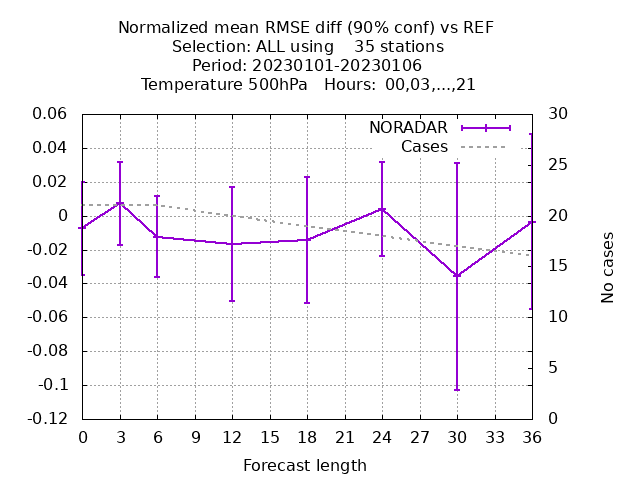 Normalized mean RMSE diff (90% conf) vs REF
Selection: ALL using    35 stations
Period: 20230101-20230106
Temperature 500hPa   Hours: 00,03,...,21
NORADAR
Cases
0.06
0.04
0.02
0
-0.02
-0.04
-0.06
-0.08
-0.1
-0.12
30
25
20
15
10
5
0
No cases
0 3 6 9 12 15 18 21 24 27 30 33 36
Forecast length